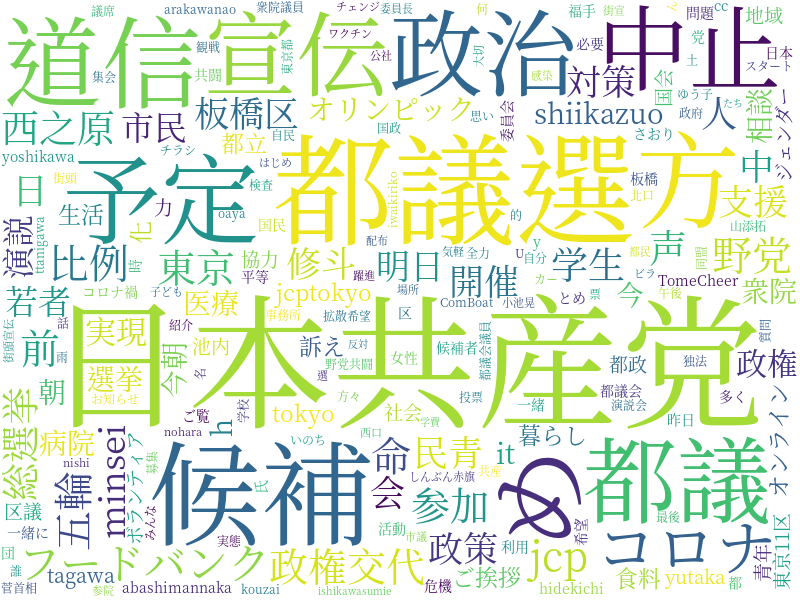 議席 arakawanao 衆院議員 チェンジ 委員長 福手 何 街宣 ん cc
道信 宣伝 政治 中止
観戦 ワクチン 問題 地域 党 土 日本 スタート
集会 共闘 東京都 公社 大切 感染 必要 対策 国会 ゆう子 たち 政府
西之原 市民 板橋区 オリンピック shiikazuo 人 相談 ジェンダー
都立 国政 自民 思い 委員会 さおり
yoshikawa チラシ はじめ
予定 都議選 方
街頭 検査 iwaikiriko 板橋 北口
日 生活 力 oaya 中 支援
演説 ttanigawa 化 国民 的 山添拓
比例 時 東京 協力 平等 修斗 気軽 全力 U 自分 y 学生 声 野党
配布 明日 開催 都民 同盟 ビラ 午後
若者 コロナ禍 子ども 医療 jcptokyo 躍進 場所 ComBoat カー 小池晃 とめ 票 今 TomeCheer 衆院
日本共産党
街頭宣伝 話 雨 前 実現 紹介 今朝 事務所 拡散希望 区 都議会議員 質問
名 池内 訴え 反対 候補者 都政 独法 政権
朝 選挙 お知らせ 選 野党共闘 女性 都議会 演説会 多く
総選挙 ご覧 学校 tokyo 方々 社会 投票 一緒 昨日 オンライン
病院 nohara 学費 暮らし
minsei 候補 h 命 民青 it め 都議
区議 nishi ボランティア 募集 いのち 西口 しんぶん赤旗 共産
五輪 みんな 氏 会 参加 希望 最後 青年 東京11区
一緒に 実態 活動 利用 コロナ
団 誰 フードバンク 政権交代 市議 政策 jcp
菅首相 tagawa 危機 ご挨拶 食料 yutaka 都
参院 abashimannaka kouzai ishikawasumie hidekichi